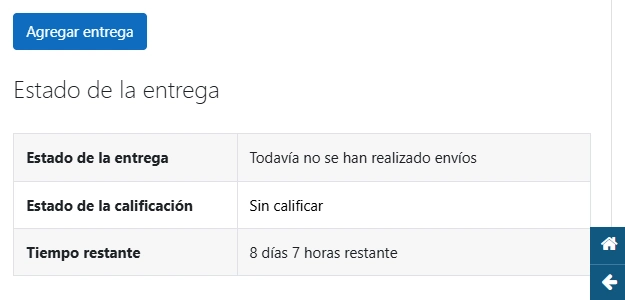 Agregar entrega
Estado de la entrega
Estado de la entrega Todavía no se han realizado envíos
Estado de la calificación Sin calificar
Tiempo restante 8 días 7 horas restante